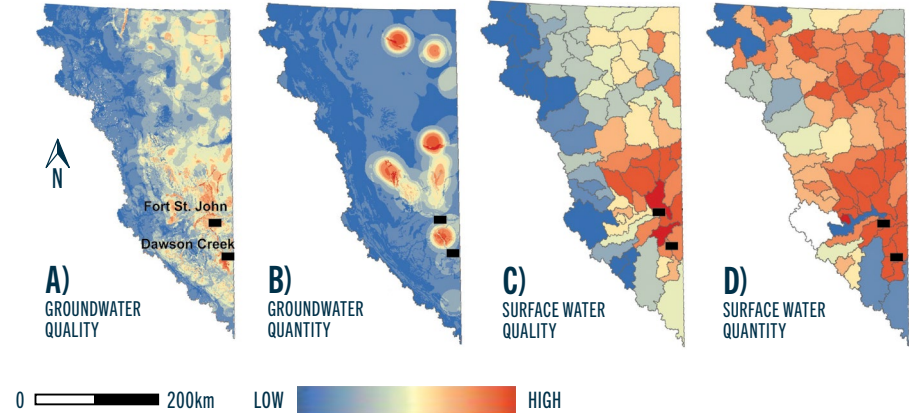 N
Fort St. John
Dawson Creek
A)
GROUNDWATER
QUALITY
B)
GROUNDWATER
QUANTITY
C)
SURFACE WATER
QUALITY
D)
SURFACE WATER
QUANTITY
0 200km LOW HIGH